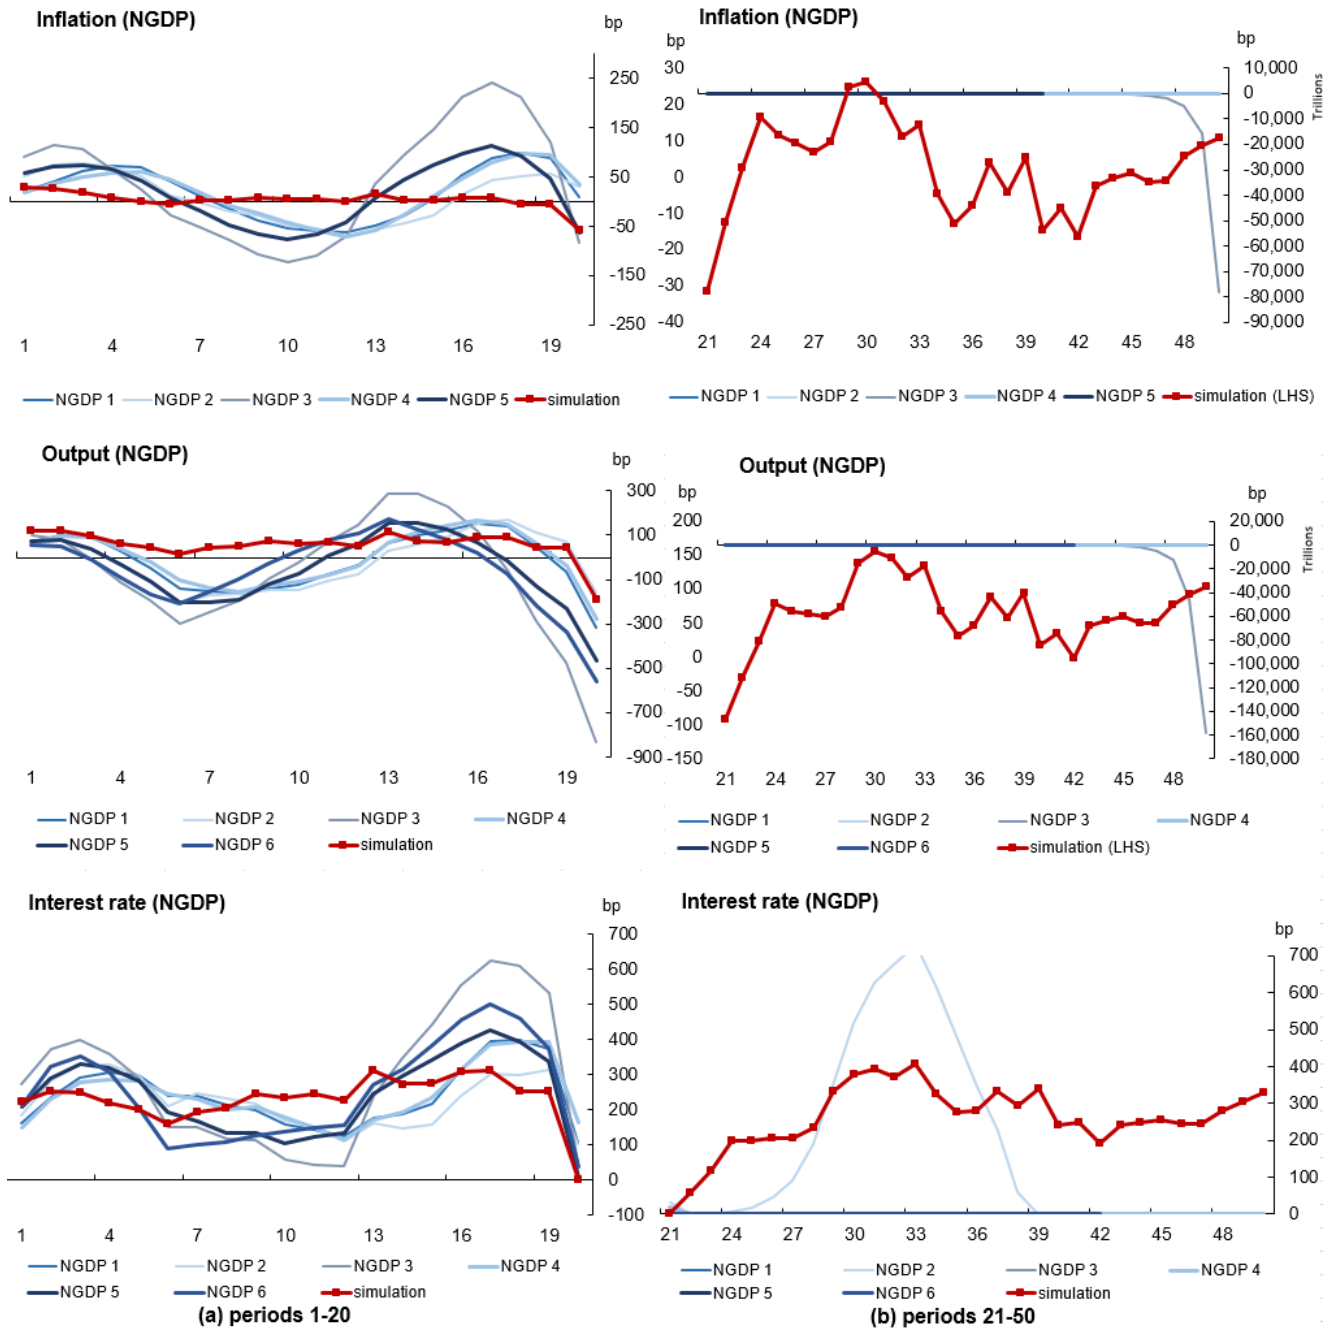 Inflation (NGDP)
bp
250
150
50
-50
-150
-250
1 4 7 10 13 16 19
NGDP 1 NGDP 2 NGDP 3 NGDP 4 NGDP 5 simulation
Inflation (NGDP)
bp
bp
30
20
10
0
-10
-20
-30
-40
10,000
0
-10,000
-20,000
-30,000
-40,000
-50,000
-60,000
-70,000
-80,000
-90,000
Trillions
21 24 27 30 33 36 39 42 45 48
NGDP 1 NGDP 2 NGDP 3 NGDP 4 NGDP 5 simulation (LHS)
Output (NGDP)
bp
300
100
-100
-300
-500
-700
-900
1 4 7 10 13 16 19
NGDP 1 NGDP 2 NGDP 3 NGDP 4
NGDP 5 NGDP 6 simulation
Output (NGDP)
bp
bp
200
150
100
50
0
-50
-100
-150
20,000
0
-20,000
-40,000
-60,000
-80,000
-100,000
-120,000
-140,000
-160,000
-180,000
Trillions
21 24 27 30 33 36 39 42 45 48
NGDP 1 NGDP 2 NGDP 3 NGDP 4
NGDP 5 NGDP 6 simulation (LHS)
Interest rate (NGDP)
bp
700
600
500
400
300
200
100
0
-100
1 4 7 10 13 16 19
NGDP 1 NGDP 2 NGDP 3 NGDP 4
NGDP 5 NGDP 6 simulation
(a) periods 1-20
Interest rate (NGDP)
bp
700
600
500
400
300
200
100
0
21 24 27 30 33 36 39 42 45 48
NGDP 1 NGDP 2 NGDP 3 NGDP 4
NGDP 5 NGDP 6 simulation
(b) periods 21-50